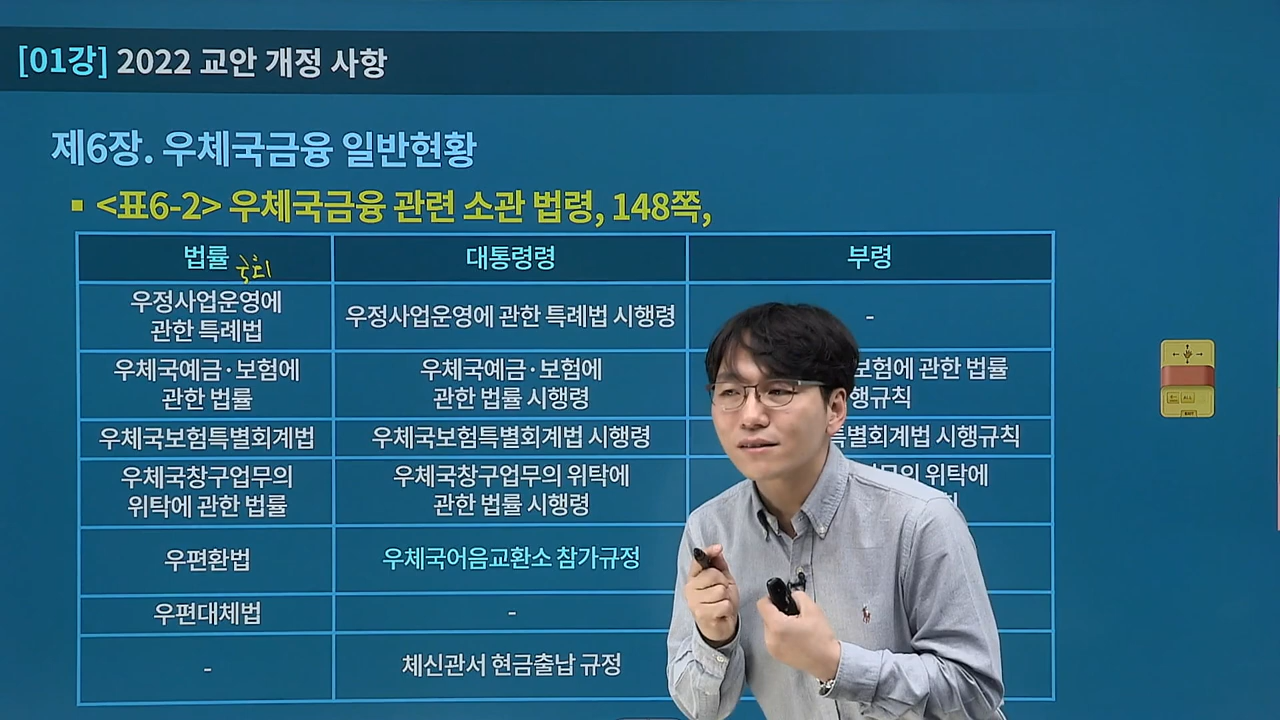 [01강] 2022 교안 개정 사항
제6장. 우체국금융 일반현황
▪ <표6-2> 우체국금융 관련 소관 법령, 148쪽,
법률 국회 대통령령 부령
우정사업운영에
관한 특례법
우정사업운영에 관한 특례법 시행령
-
우체국예금·보험에
관한 법률
우체국예금·보험에
관한 법률 시행령
보험에 관한 법률
행규칙
우체국보험특별회계법 우체국보험특별회계법 시행령 특별회계법 시행규칙
우체국창구업무의
위탁에 관한 법률
우체국창구업무의 위탁에
관한 법률 시행령
위탁에
우편환법 우체국어음교환소 참가규정
우편대체법 -
- 체신관서 현금출납 규정